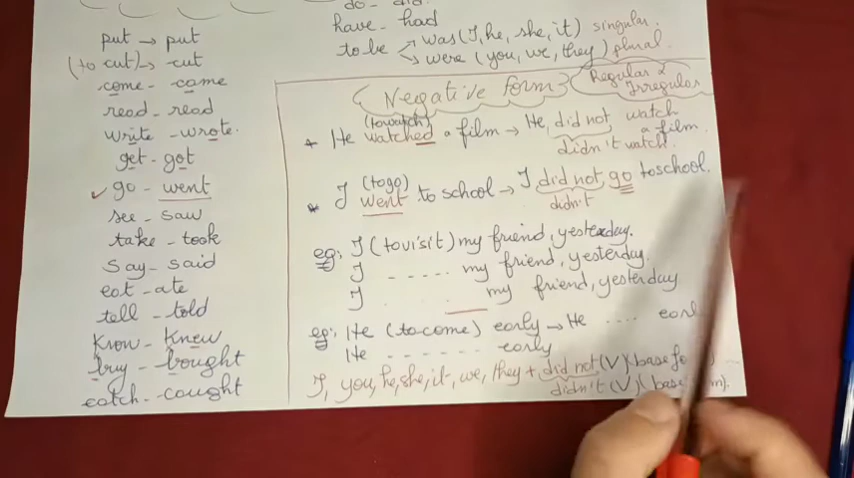 have - had
to be
was (I, he, she, it) singular.
were (you, we, they) plural.
put → put
(to cut) → cut
come - came
read - read
write - wrote.
get - got
go - went
see - saw
take - took
say - said
eat - ate
tell - told
Know - Knew
buy - bought
catch - caught
Negative form
Regular &
Irregular
(to watch)
* He watched a film → He, did not watch a film.
didn't watch.
(to go)
* I went to school → I did not go to school.
didn't
eg: I (to visit) my friend, yesterday.
I ...... my friend, yesterday.
I my friend, yesterday
eg: He (to come) early → He ....
He ...... early
I, you, he, she, it, we, they + did not (V)
didn't (V)